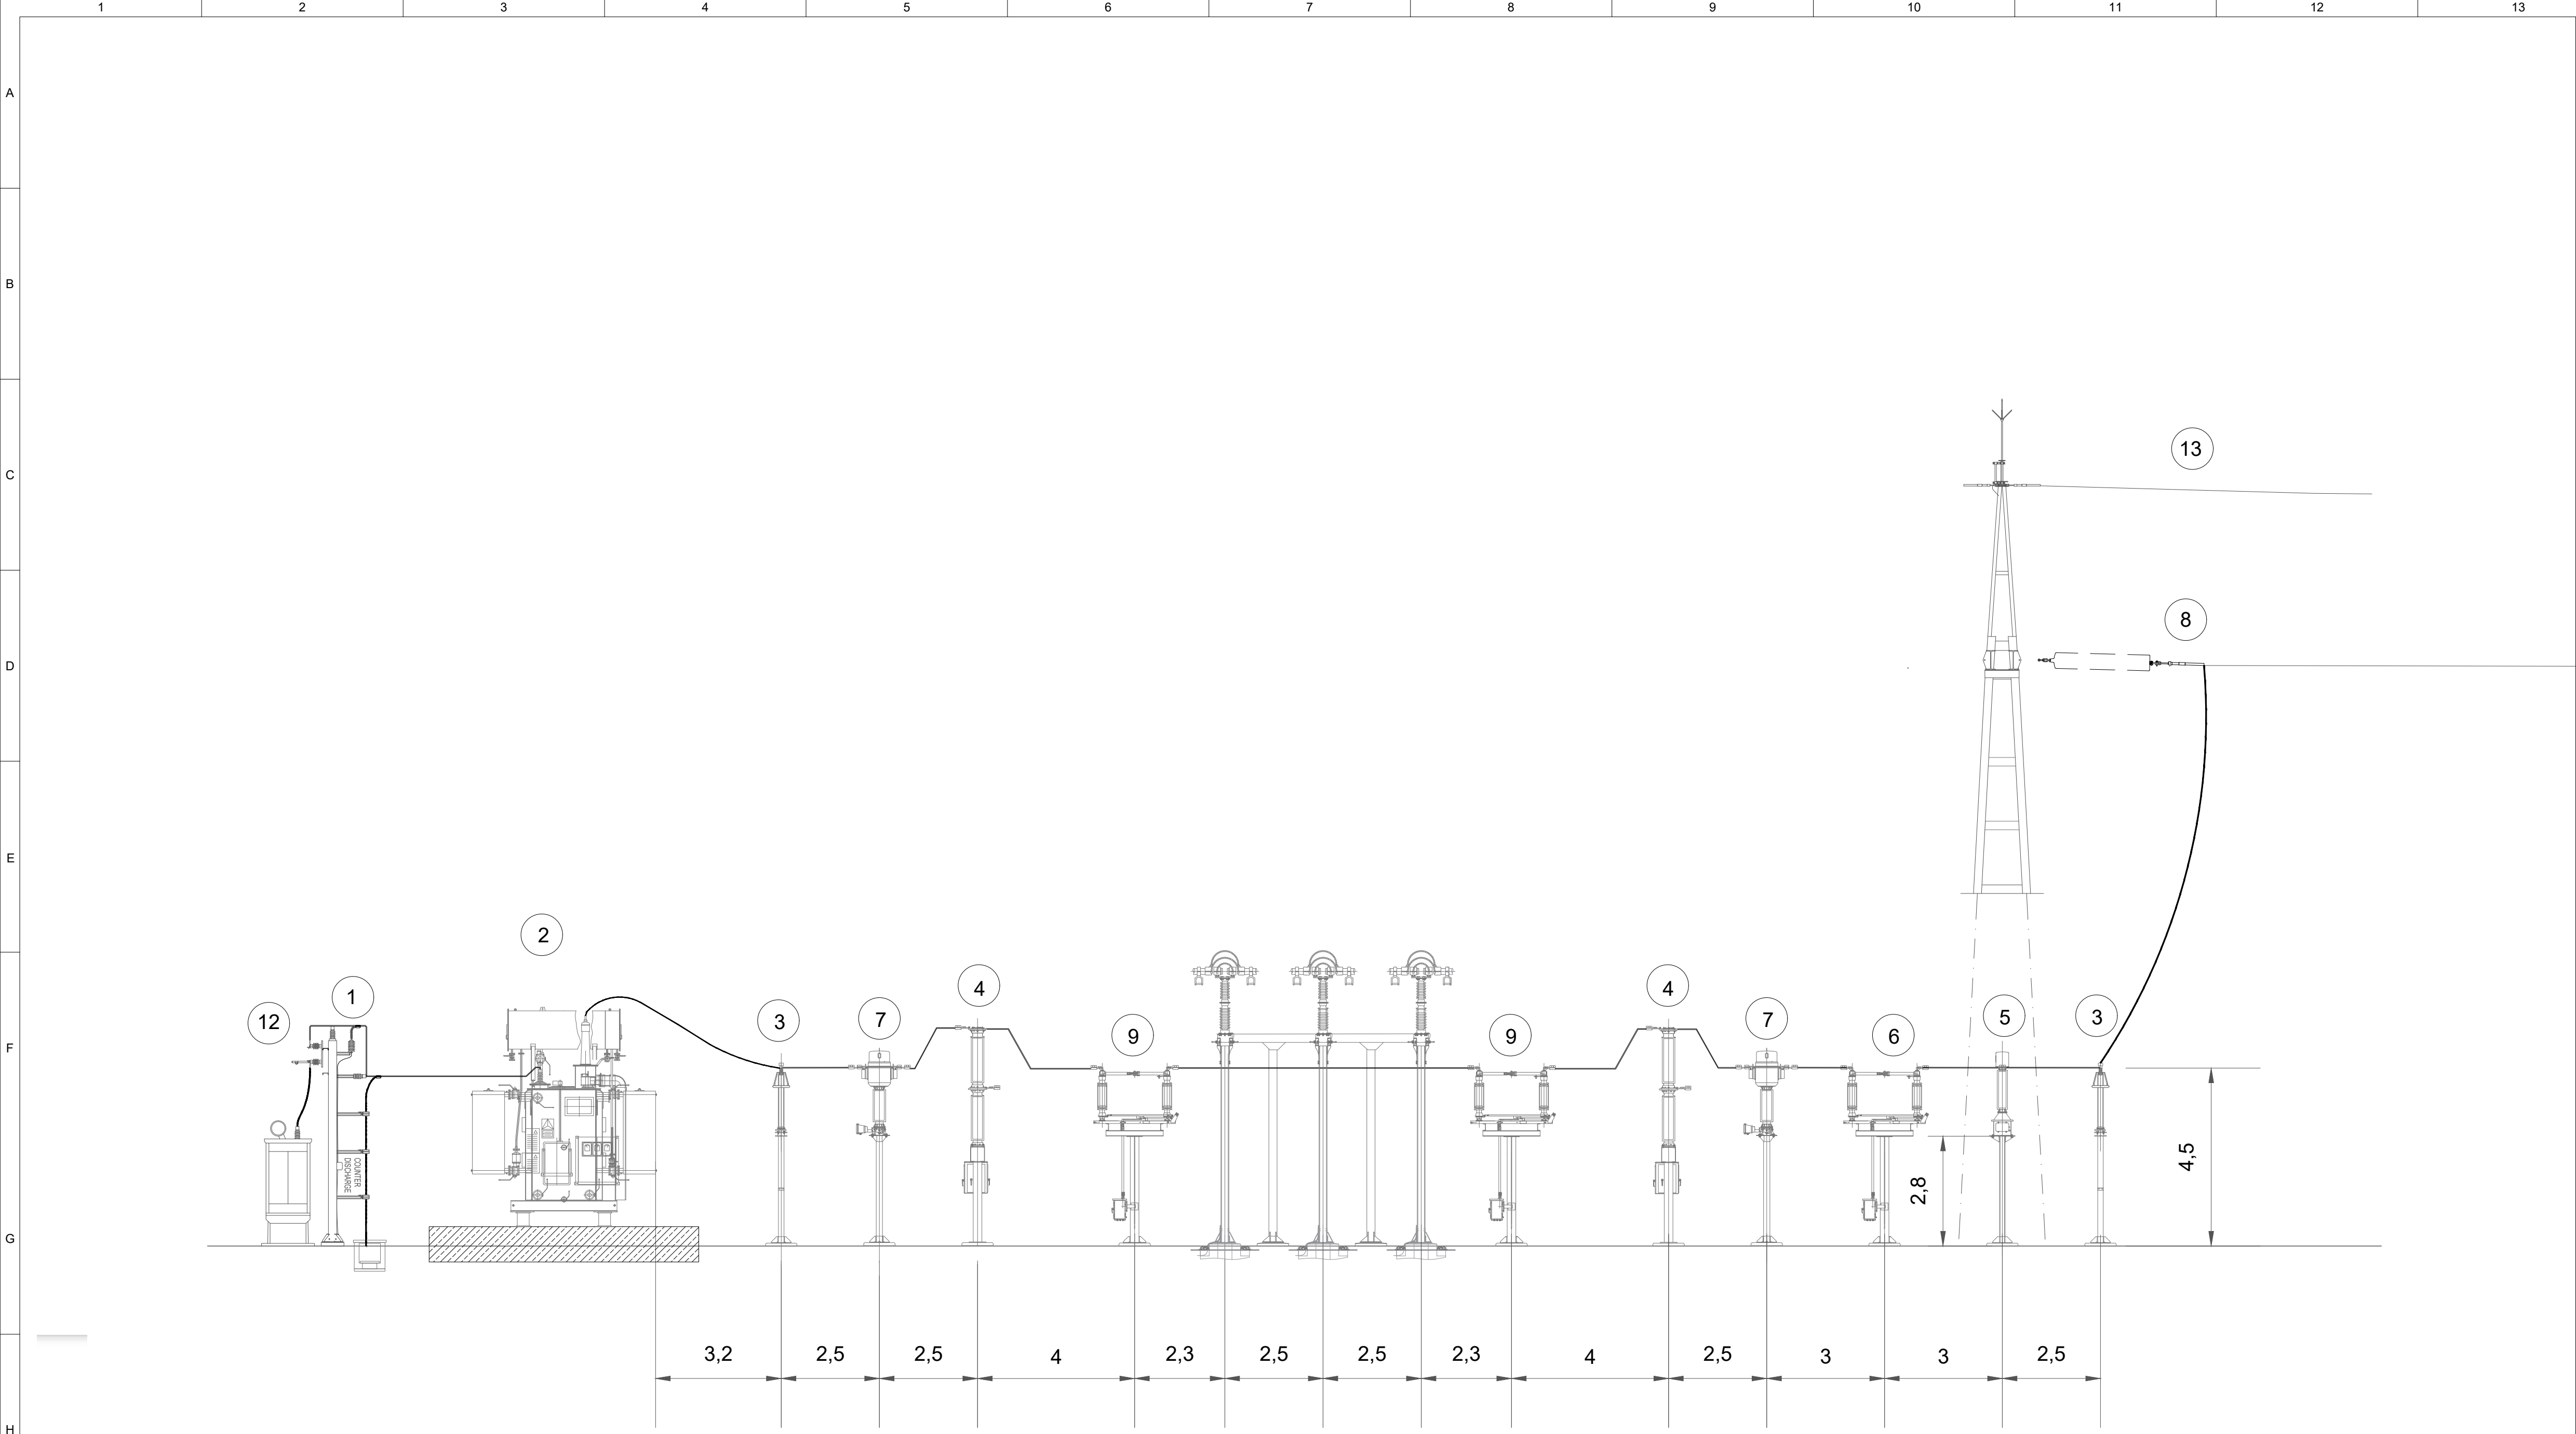 1 2 3 4 5 6 7 8 9 10 11 12 13
A
B
C
13
8
D
E
2
4 4
1
12 3 7 9 9 7 6 5 3
F
COUNTER
DISCHARGE
4,5
2,8
G
3,2 2,5 2,5 4 2,3 2,5 2,5 2,3 4 2,5 3 3 2,5
H